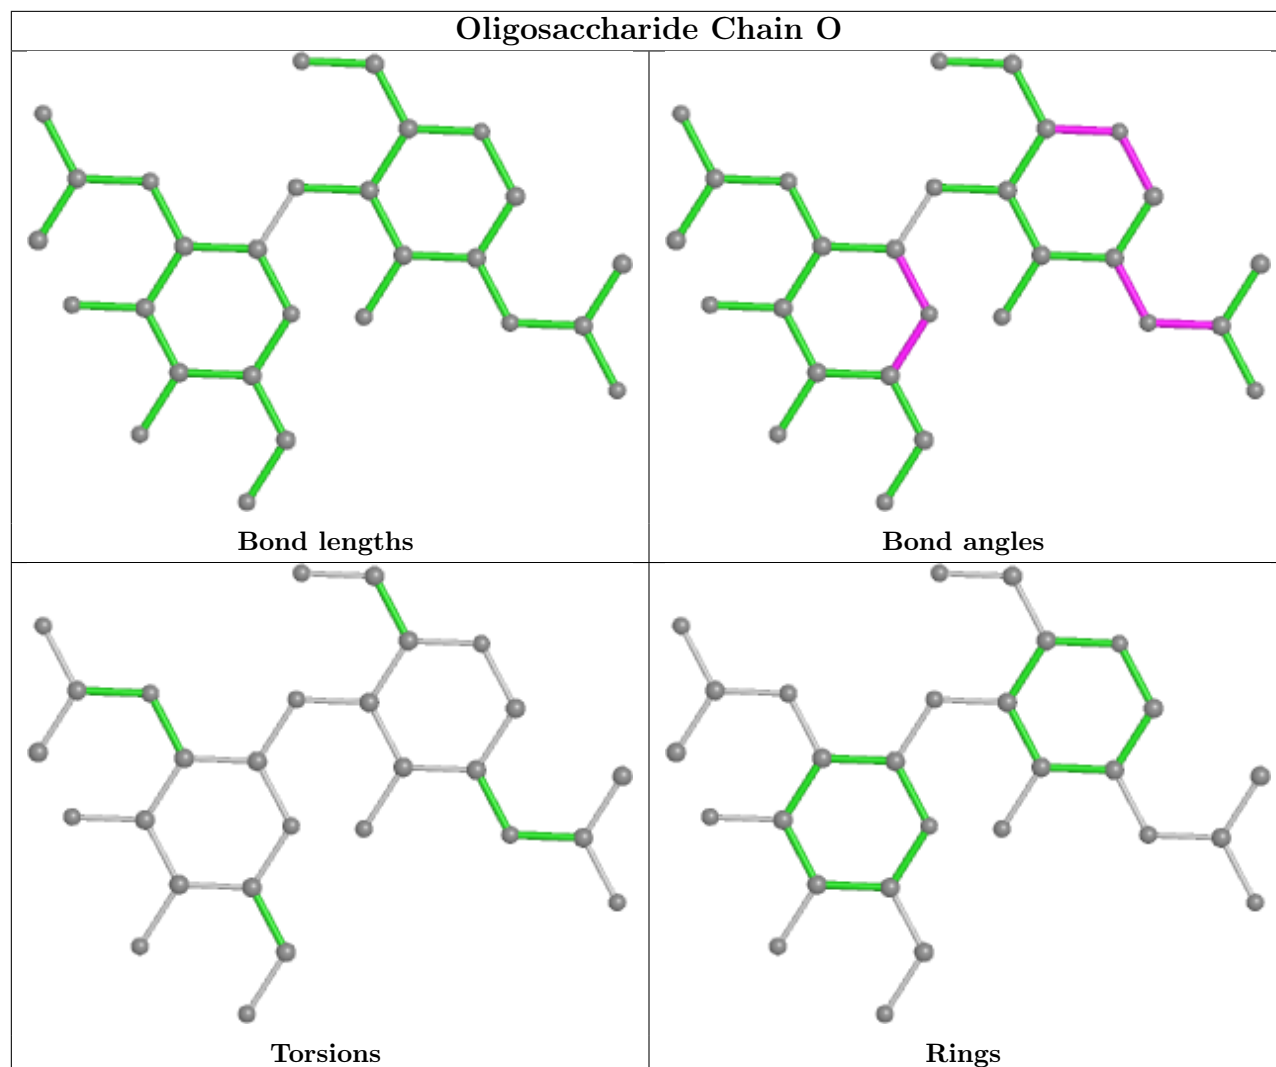 Oligosaccharide Chain O
Bond lengths
Bond angles
Torsions
Rings